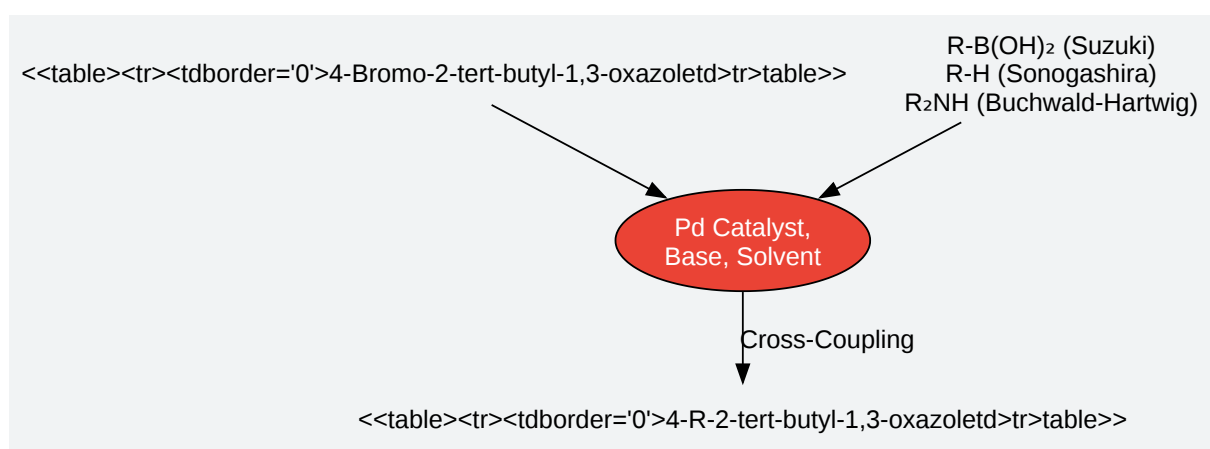 <<table><tr><tdborder='0'>4-Bromo-2-tert-butyl-1,3-oxazoletd>tr>table>>
R-B(OH)₂ (Suzuki)
R-H (Sonogashira)
R₂NH (Buchwald-Hartwig)
Pd Catalyst,
Base, Solvent
Cross-Coupling
<<table><tr><tdborder='0'>4-R-2-tert-butyl-1,3-oxazoletd>tr>table>>